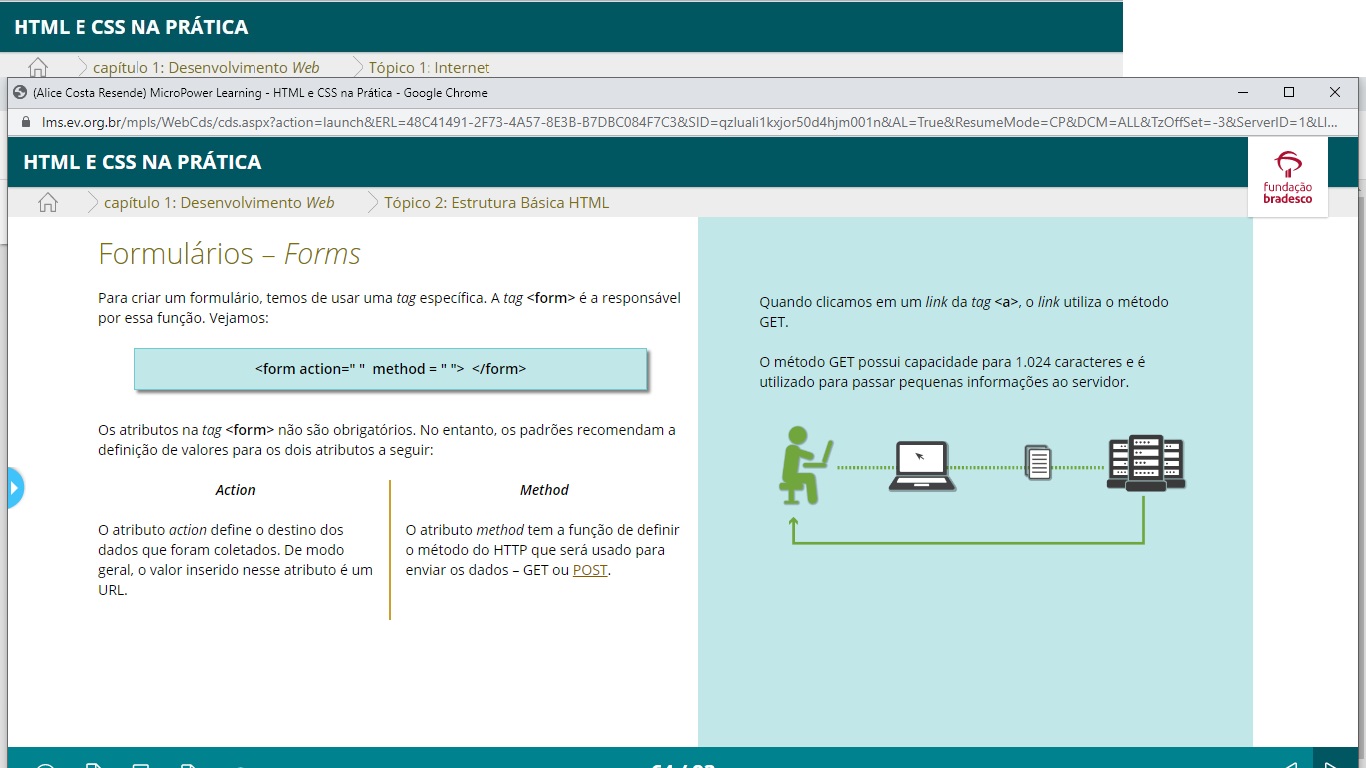 HTML E CSS NA PRÁTICA
capítulo 1: Desenvolvimento Web
Tópico 1: Internet
(Alice Costa Resende) MicroPower Learning - HTML e CSS na Prática - Google Chrome
lms.ev.org.br/mpls/WebCds/cds.aspx?action=launch&ERL=48C41491-2F73-4A57-8E3B-B7DBC084F7C3&SID=qzluali1kxjor50d4hjm001n&AL=True&ResumeMode=CP&DCM=ALL&TzOffSet=-3&ServerID=1&LI...
HTML E CSS NA PRÁTICA
fundação
bradesco
capítulo 1: Desenvolvimento Web
Tópico 2: Estrutura Básica HTML
Formulários – Forms
Para criar um formulário, temos de usar uma tag específica. A tag <form> é a responsável
por essa função. Vejamos:
<form action=" "  method = " ">  </form>
Os atributos na tag <form> não são obrigatórios. No entanto, os padrões recomendam a
definição de valores para os dois atributos a seguir:
Action
O atributo action define o destino dos
dados que foram coletados. De modo
geral, o valor inserido nesse atributo é um
URL.
Method
O atributo method tem a função de definir
o método do HTTP que será usado para
enviar os dados – GET ou POST.
Quando clicamos em um link da tag <a>, o link utiliza o método
GET.
O método GET possui capacidade para 1.024 caracteres e é
utilizado para passar pequenas informações ao servidor.